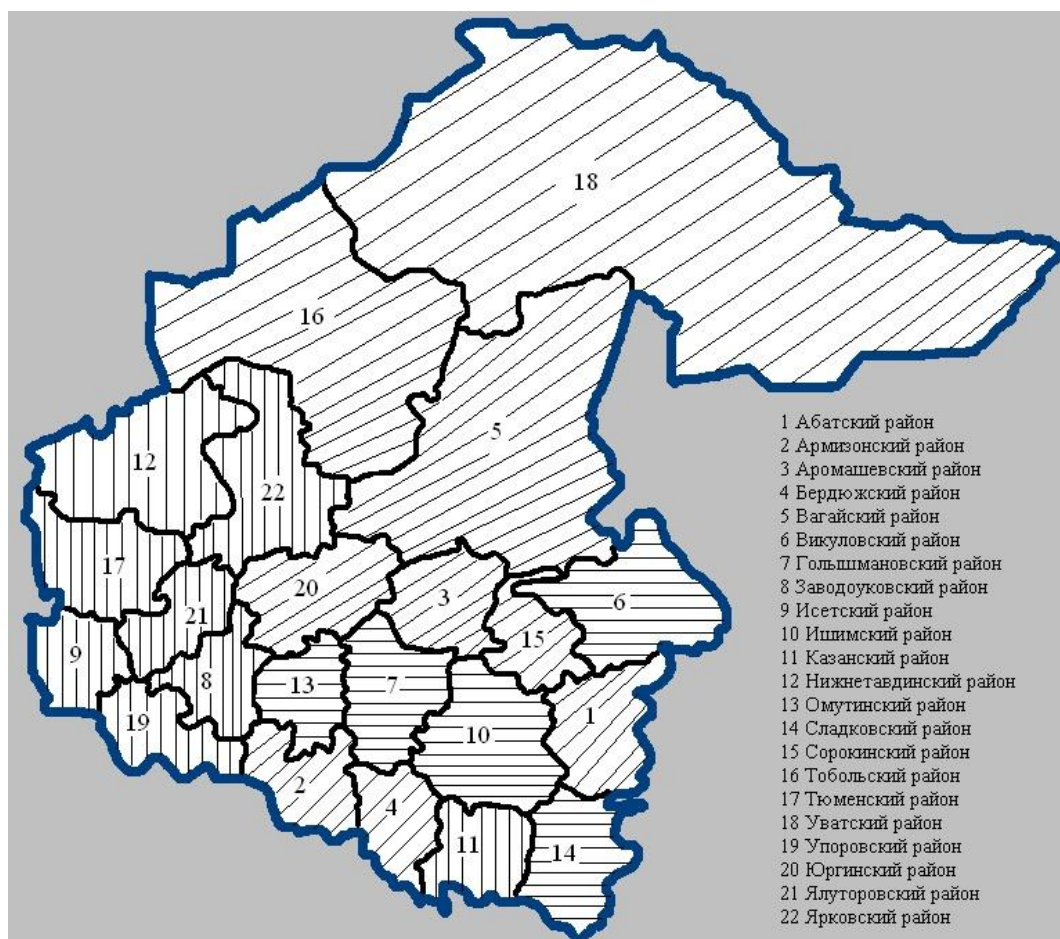 18
16
5
12
22
17
20
3
6
21
15
9
8
13
7
19
10
1
2
4
11
14
1 Абатский район
2 Армизонский район
3 Аромашевский район
4 Бердюжский район
5 Вагайский район
6 Викуловский район
7 Голышмановский район
8 Заводоуковский район
9 Исетский район
10 Ишимский район
11 Казанский район
12 Нижнетавдинский район
13 Омутинский район
14 Сладковский район
15 Сорокинский район
16 Тобольский район
17 Тюменский район
18 Уватский район
19 Упоровский район
20 Юргинский район
21 Ялуторовский район
22 Ярковский район